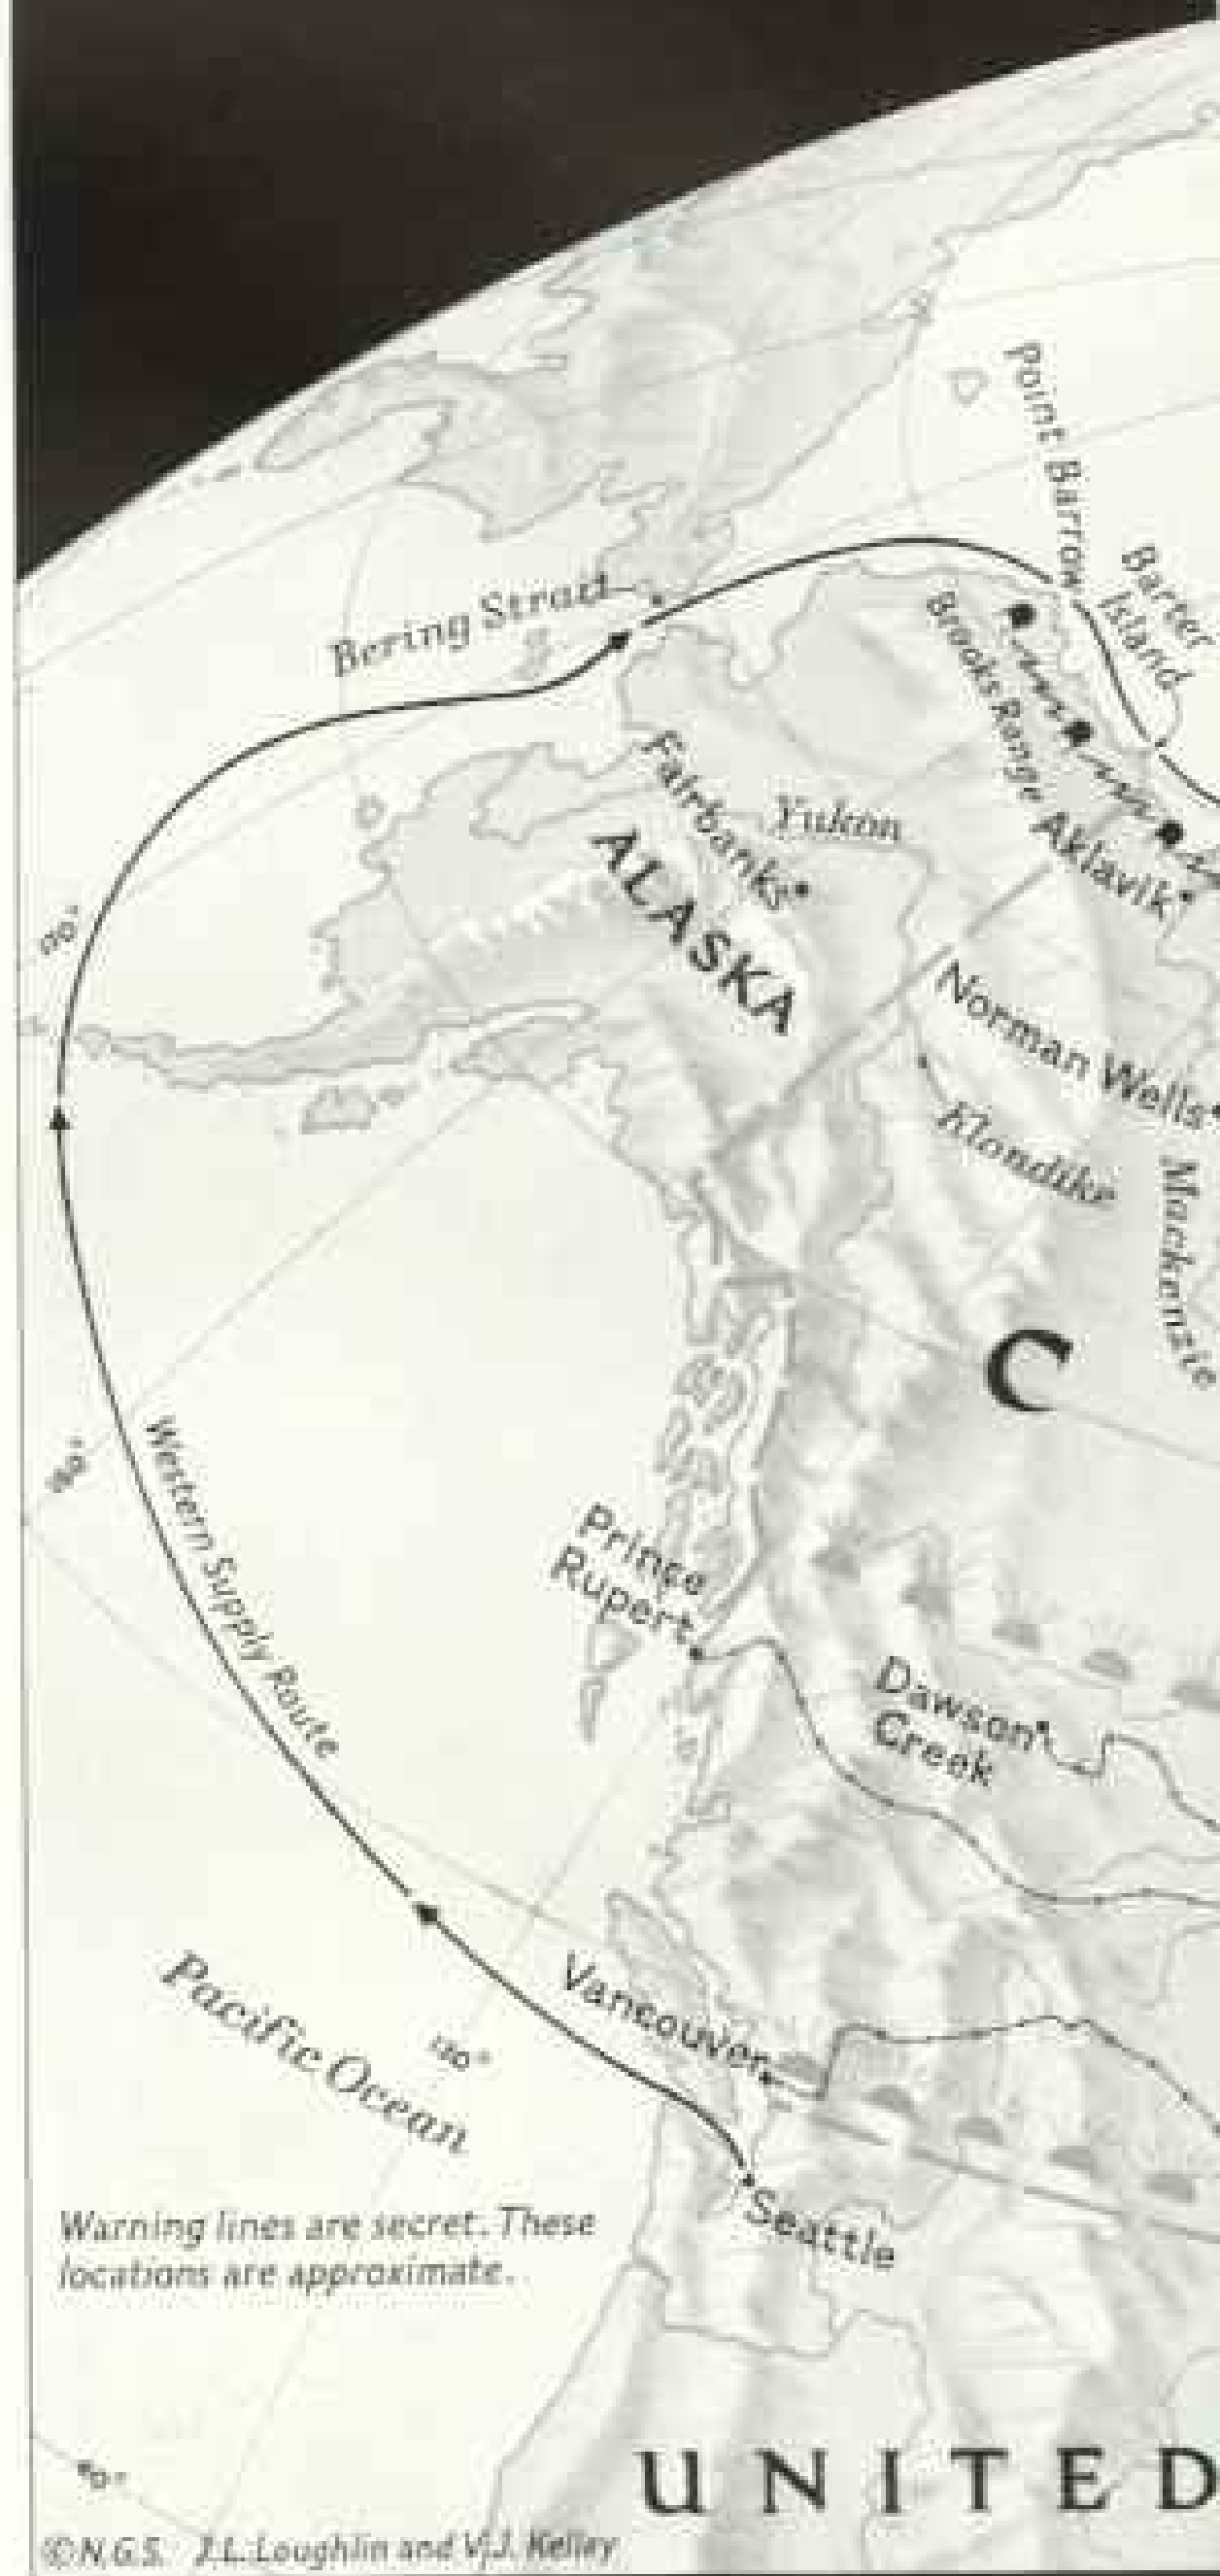 Point Barrow
Barter
Island
Bering Strait
Brooks Range
Fairbanks
Yukon
ALASKA
Aklavik
Norman Wells
Klondike
Mackenzie
C
Western Supply Route
Prince
Rupert
Dawson
Creek
Vancouver
Pacific Ocean
130°
Seattle
Warning lines are secret. These
locations are approximate.
UNITED
©N.G.S. J.L. Loughlin and V.J. Kelley